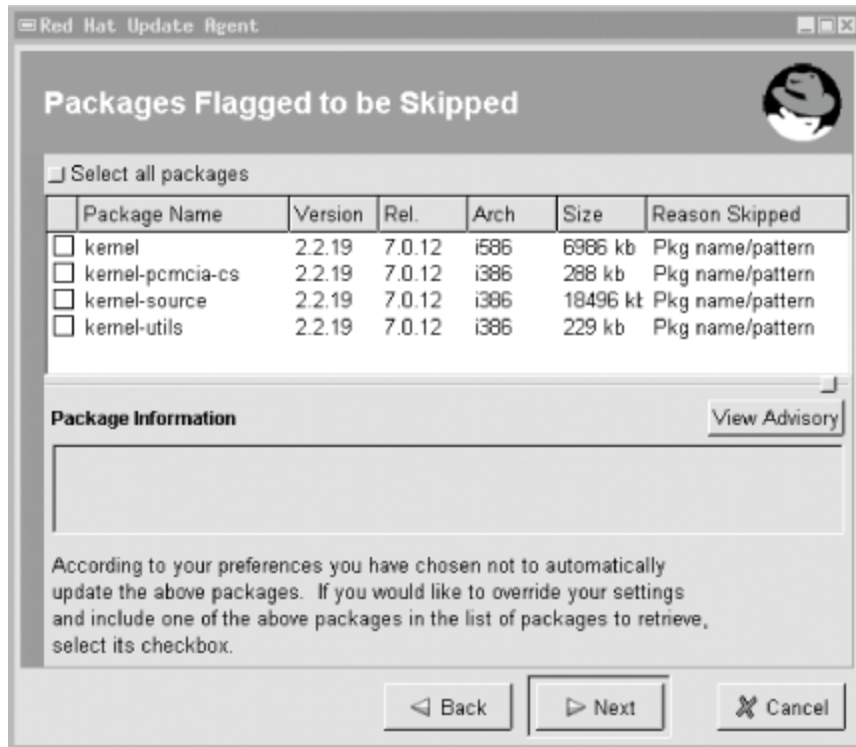 Red Hat Update Agent
Packages Flagged to be Skipped
Select all packages
Package Name Version Rel. Arch Size Reason Skipped
kernel 2.2.19 7.0.12 i586 6986 kb Pkg name/pattern
kernel-pcmcia-cs 2.2.19 7.0.12 i386 288 kb Pkg name/pattern
kernel-source 2.2.19 7.0.12 i386 18496 kb Pkg name/pattern
kernel-utils 2.2.19 7.0.12 i386 229 kb Pkg name/pattern
Package Information View Advisory
According to your preferences you have chosen not to automatically
update the above packages. If you would like to override your settings
and include one of the above packages in the list of packages to retrieve,
select its checkbox.
Back Next Cancel